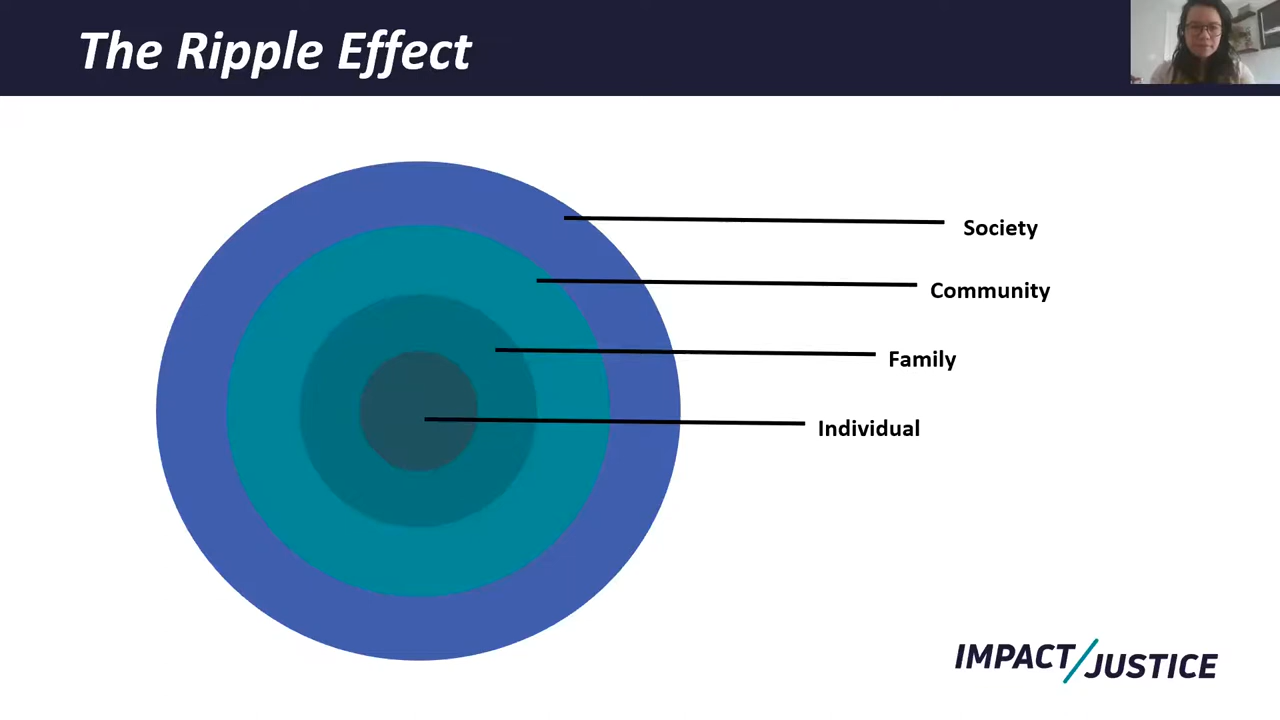 The Ripple Effect
Society
Community
Family
Individual
IMPACT/JUSTICE